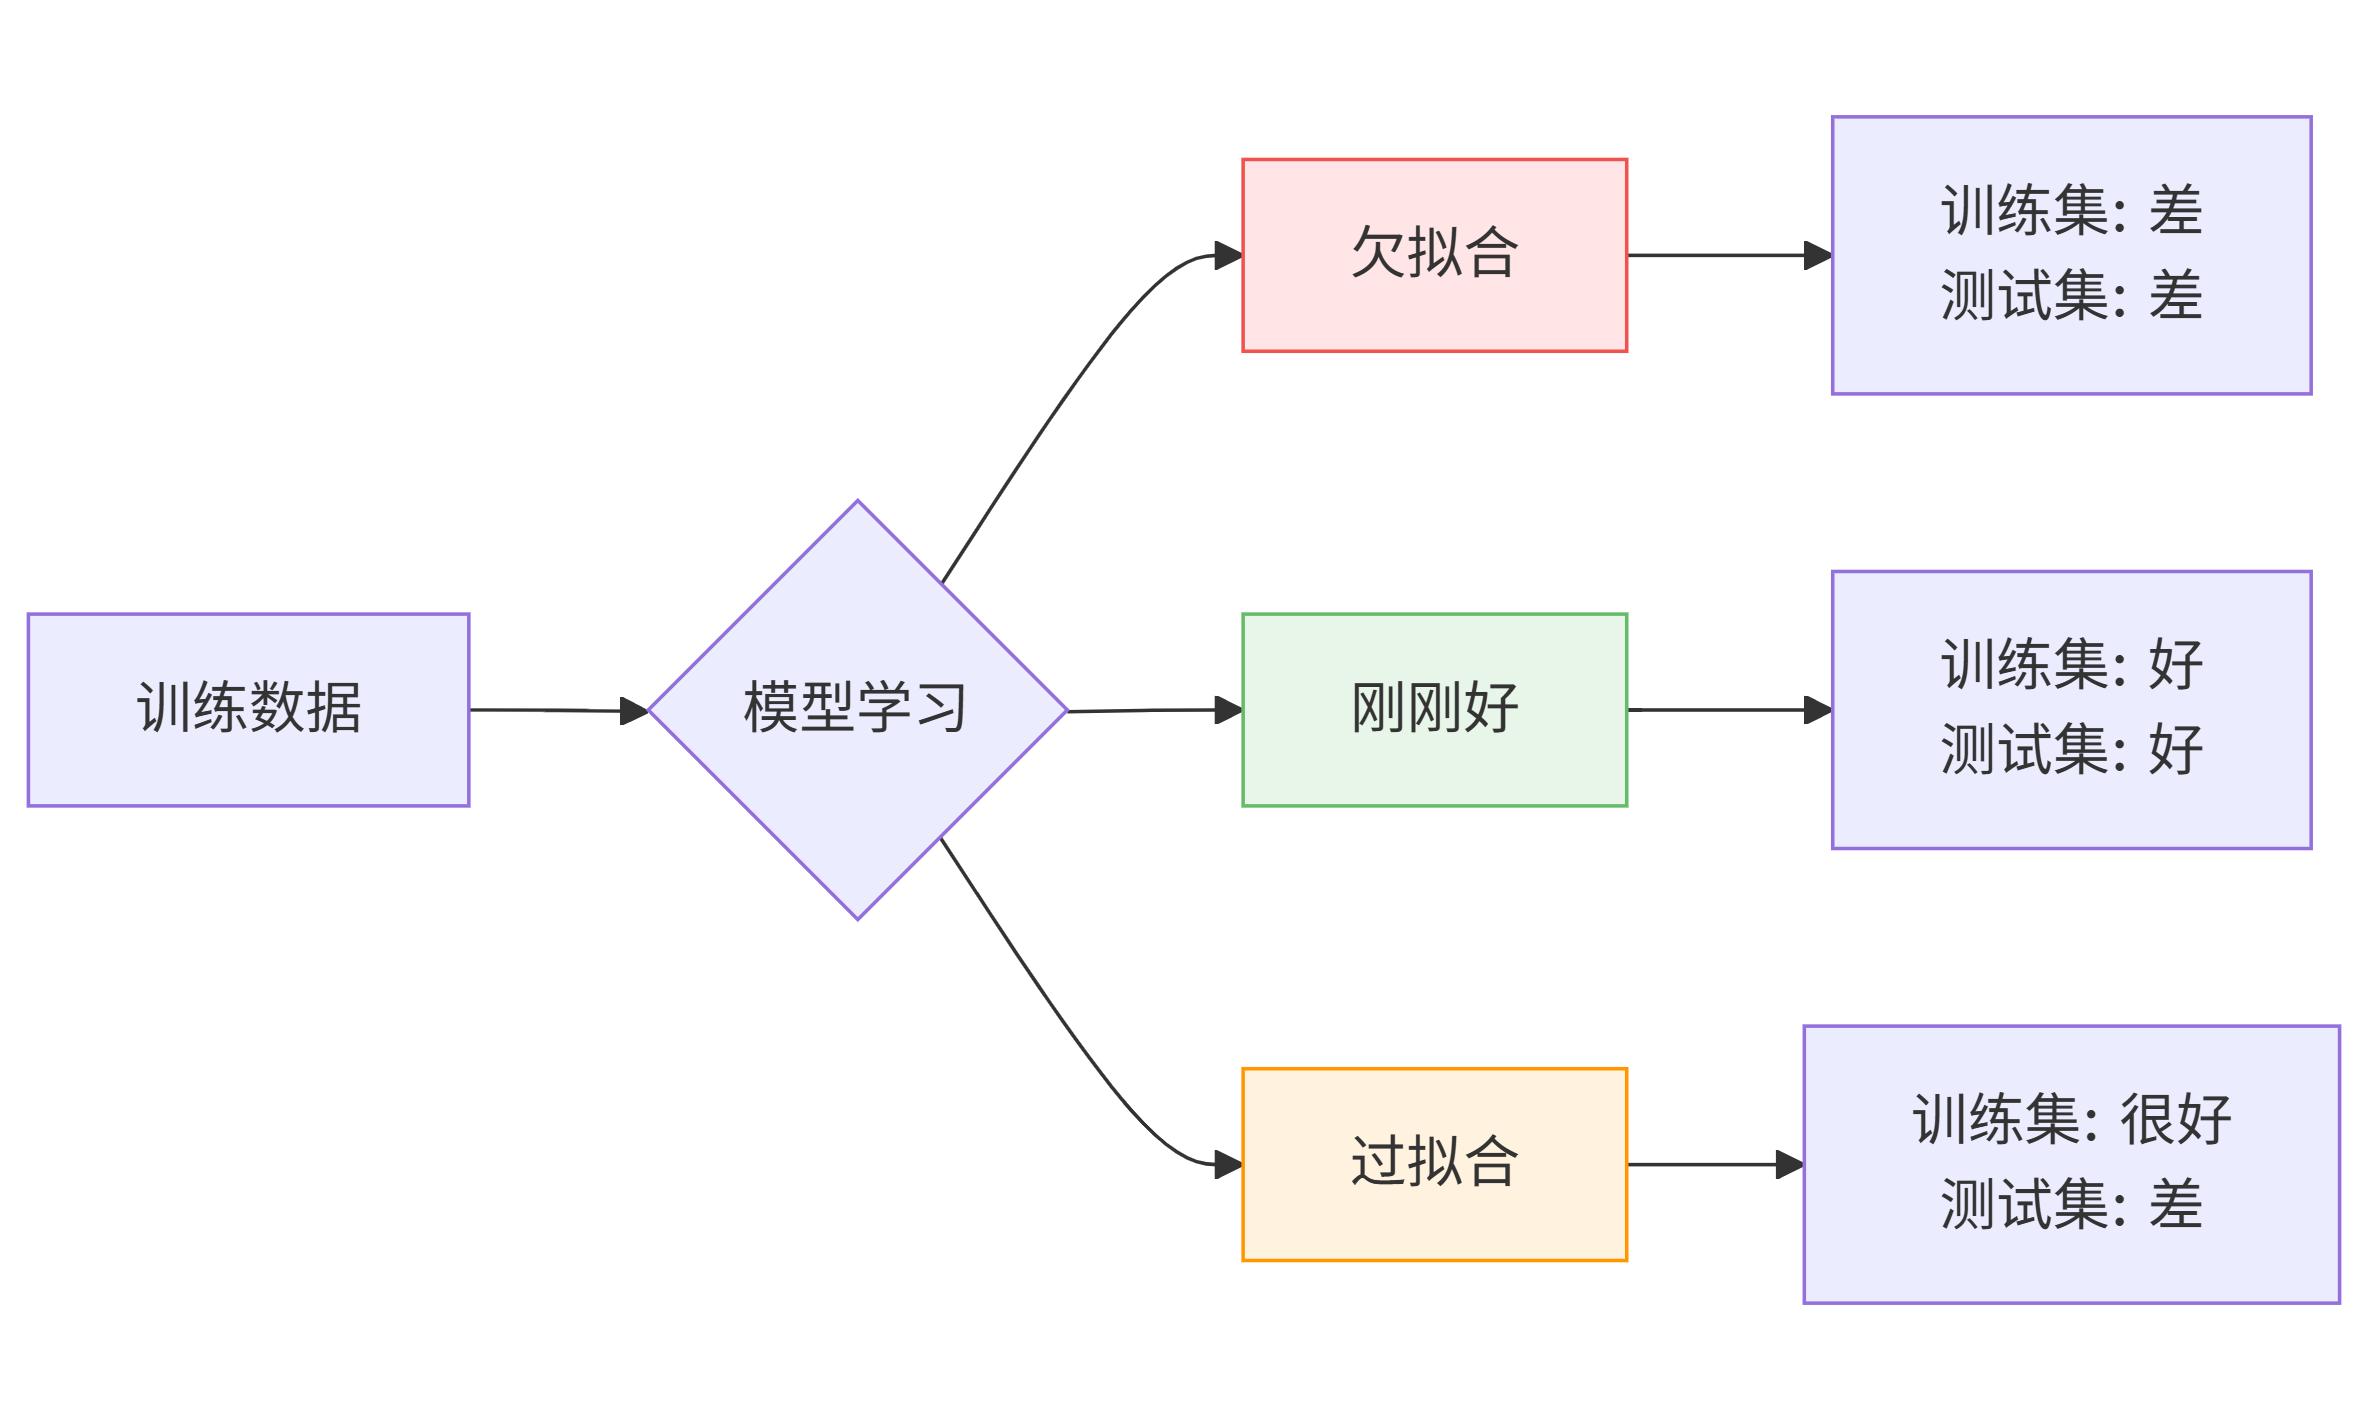 训练数据
模型学习
欠拟合
训练集: 差
测试集: 差
刚刚好
训练集: 好
测试集: 好
过拟合
训练集: 很好
测试集: 差